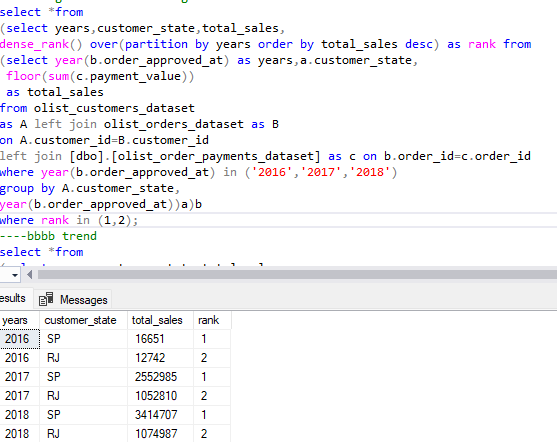 select *from
(select years,customer_state,total_sales,
dense_rank() over(partition by years order by total_sales desc) as rank from
(select year(b.order_approved_at) as years,a.customer_state,
floor(sum(c.payment_value))
as total_sales
from olist_customers_dataset
as A left join olist_orders_dataset as B
on A.customer_id=B.customer_id
left join [dbo].[olist_order_payments_dataset] as c on b.order_id=c.order_id
where year(b.order_approved_at) in ('2016','2017','2018')
group by A.customer_state,
year(b.order_approved_at))a)b
where rank in (1,2);
----bbbb trend
select *from
esults Messages
years customer_state total_sales rank
2016 SP 16651 1
2016 RJ 12742 2
2017 SP 2552985 1
2017 RJ 1052810 2
2018 SP 3414707 1
2018 RJ 1074987 2